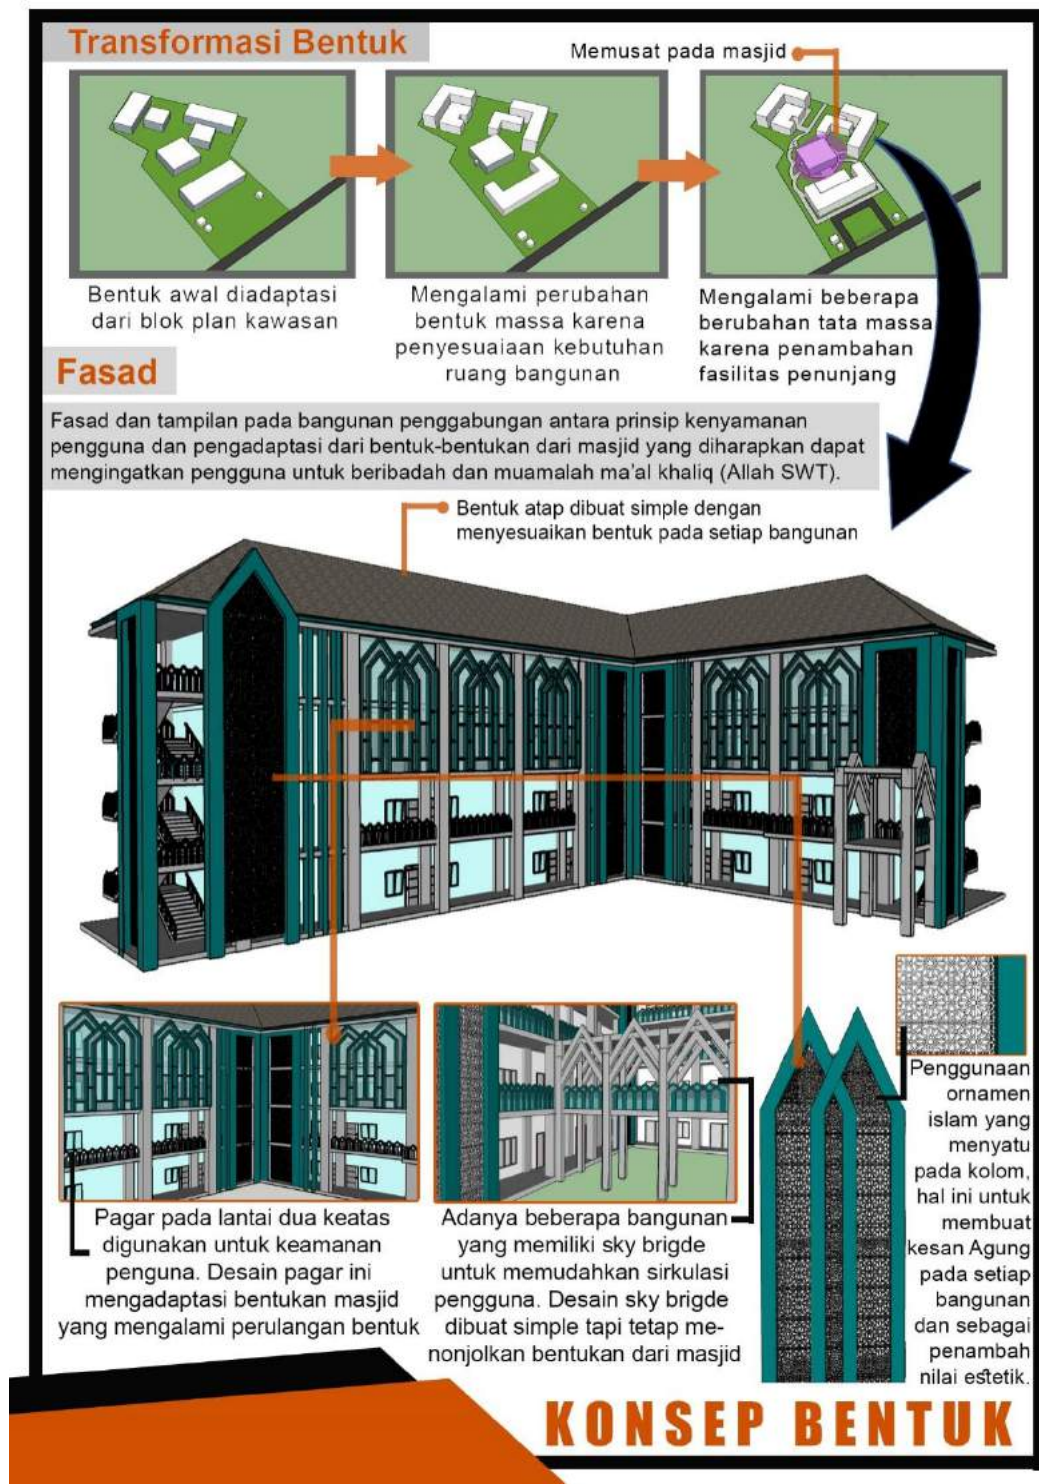 Transformasi Bentuk
Memusat pada masjid
Bentuk awal diadaptasi
dari blok plan kawasan
Mengalami perubahan
bentuk massa karena
penyesuaiaan kebutuhan
ruang bangunan
Mengalami beberapa
berubahan tata massa
karena penambahan
fasilitas penunjang
Fasad
Fasad dan tampilan pada bangunan penggabungan antara prinsip kenyamanan
pengguna dan pengadaptasi dari bentuk-bentukan dari masjid yang diharapkan dapat
mengingatkan pengguna untuk beribadah dan muamalah ma'al khaliq (Allah SWT).
Bentuk atap dibuat simple dengan
menyesuaikan bentuk pada setiap bangunan
Pagar pada lantai dua keatas
digunakan untuk keamanan
penguna. Desain pagar ini
mengadaptasi bentukan masjid
yang mengalami perulangan bentuk
Adanya beberapa bangunan
yang memiliki sky brigde
untuk memudahkan sirkulasi
pengguna. Desain sky brigde
dibuat simple tapi tetap me-
nonjolkan bentukan dari masjid
Penggunaan
ornamen
islam yang
menyatu
pada kolom,
hal ini untuk
membuat
kesan Agung
pada setiap
bangunan
dan sebagai
penambah
nilai estetik.
KONSEP BENTUK